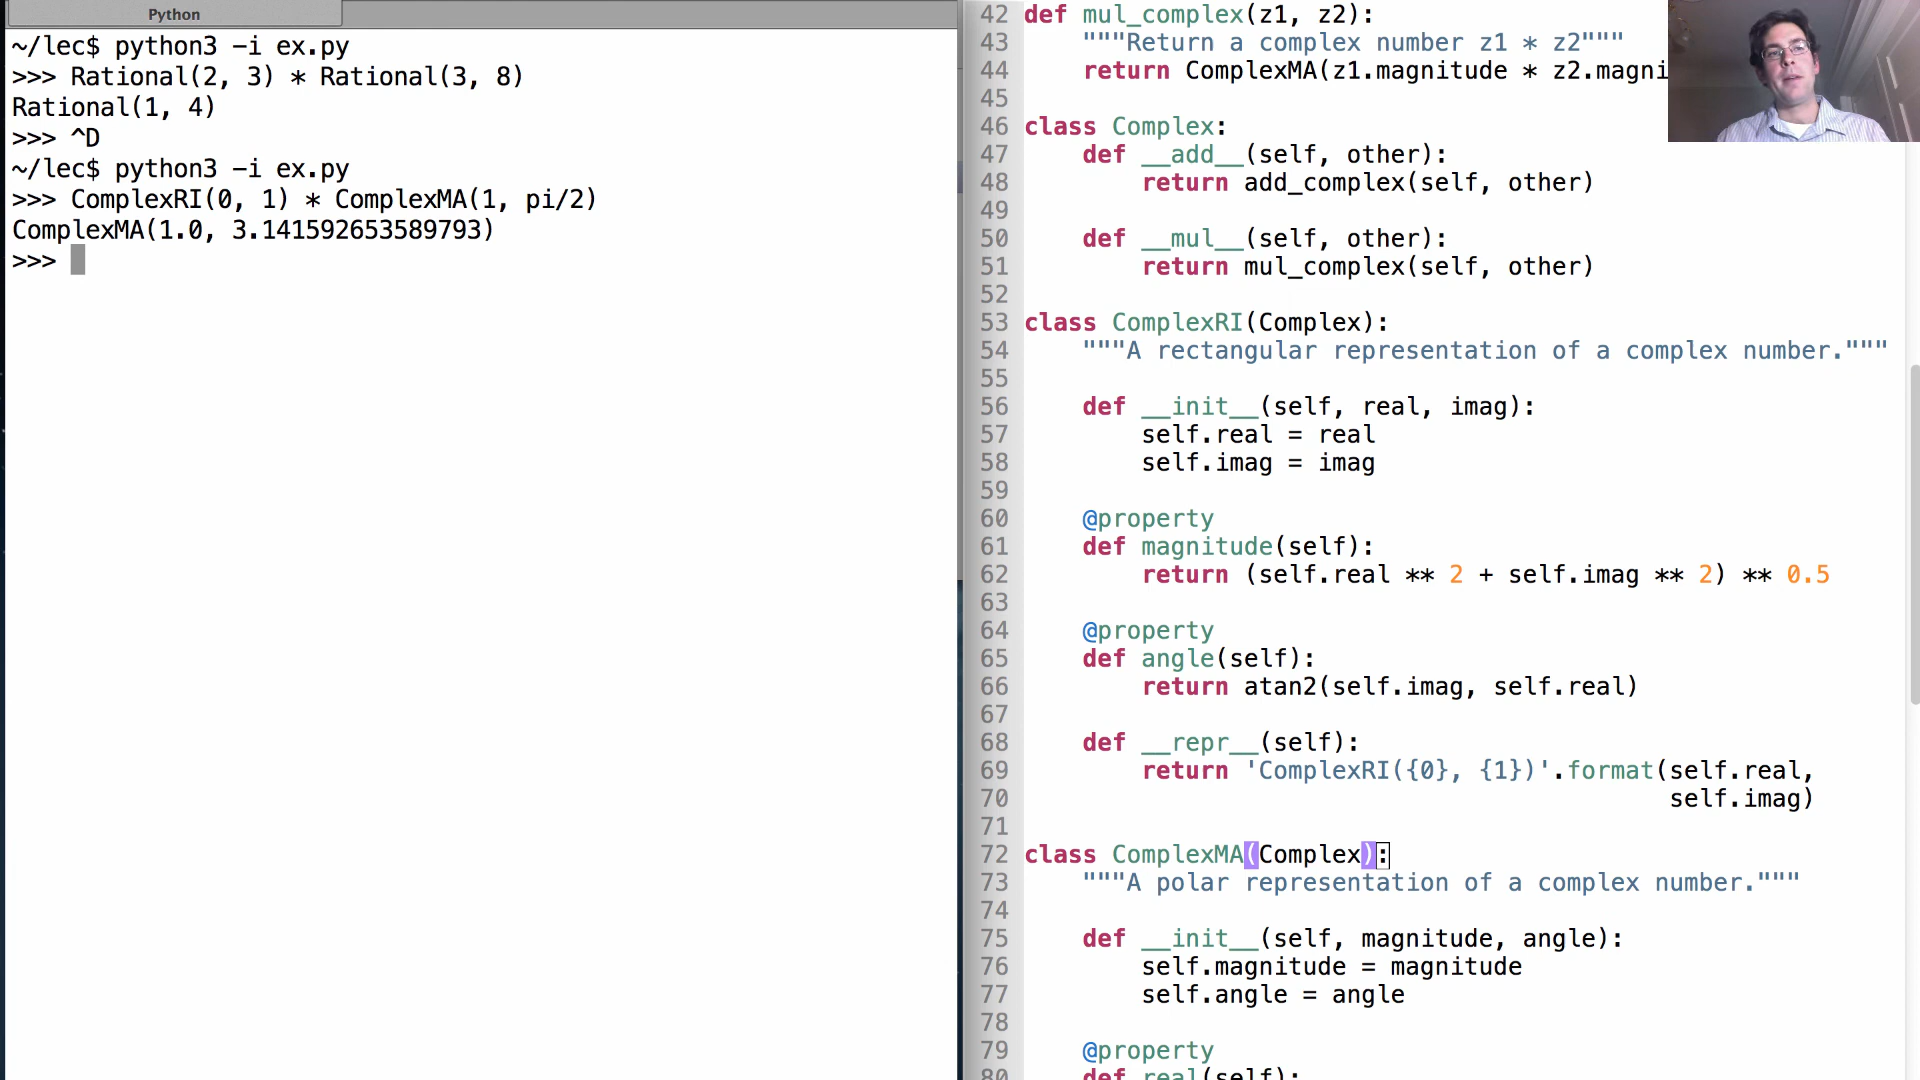 Python
~/lec$ python3 -i ex.py
>>> Rational(2, 3) * Rational(3, 8)
Rational(1, 4)
>>> ^D
~/lec$ python3 -i ex.py
>>> ComplexRI(0, 1) * ComplexMA(1, pi/2)
ComplexMA(1.0, 3.141592653589793)
>>>
42 def mul_complex(z1, z2):
43     """Return a complex number z1 * z2"""
44     return ComplexMA(z1.magnitude * z2.magni
45
46 class Complex:
47     def __add__(self, other):
48         return add_complex(self, other)
49
50     def __mul__(self, other):
51         return mul_complex(self, other)
52
53 class ComplexRI(Complex):
54     """A rectangular representation of a complex number."""
55
56     def __init__(self, real, imag):
57         self.real = real
58         self.imag = imag
59
60     @property
61     def magnitude(self):
62         return (self.real ** 2 + self.imag ** 2) ** 0.5
63
64     @property
65     def angle(self):
66         return atan2(self.imag, self.real)
67
68     def __repr__(self):
69         return 'ComplexRI({0}, {1})'.format(self.real,
70                                             self.imag)
71
72 class ComplexMA(Complex):
73     """A polar representation of a complex number."""
74
75     def __init__(self, magnitude, angle):
76         self.magnitude = magnitude
77         self.angle = angle
78
79     @property
80     def real(self):